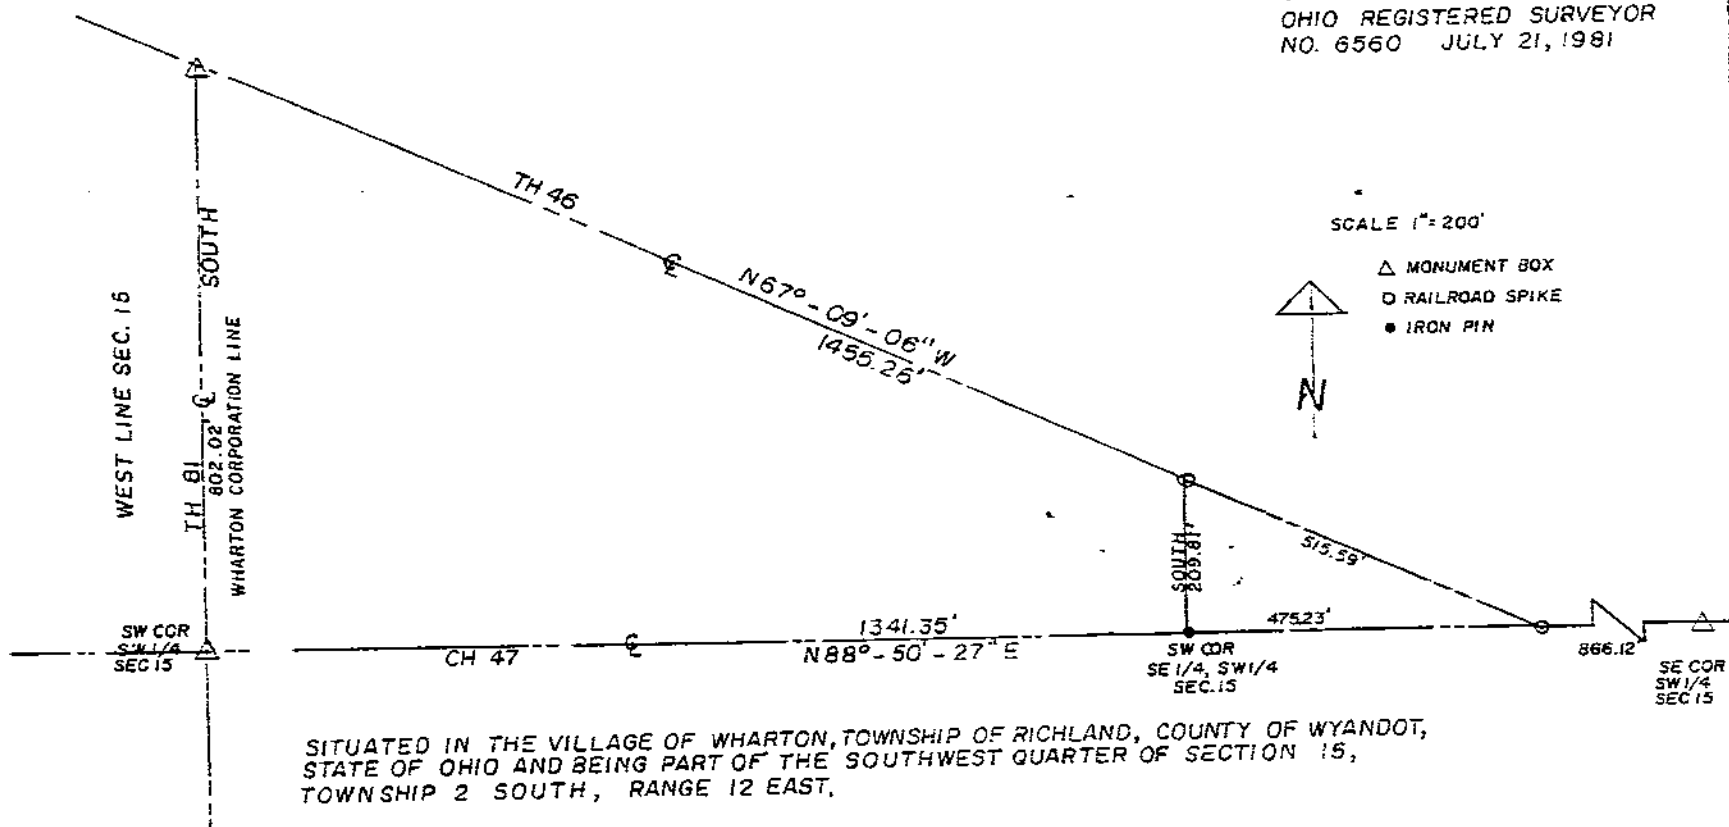 OHIO REGISTERED SURVEYOR
NO. 6560 JULY 21, 1981
TH 46
SOUTH
SCALE 1"=200'
△ MONUMENT BOX
○ RAILROAD SPIKE
● IRON PIN
N67°-09'-06" W
1455.26'
WEST LINE SEC. 15
N
TH 81
802.02'
WHARTON CORPORATION LINE
SOUTH
209.81'
515.59'
SW COR
SW 1/4
SEC 15
CH 47
1341.35'
N88°-50'-27" E
475.23'
SW COR
SE 1/4, SW 1/4
SEC. 15
866.12'
SE COR
SW 1/4
SEC 15
SITUATED IN THE VILLAGE OF WHARTON, TOWNSHIP OF RICHLAND, COUNTY OF WYANDOT,
STATE OF OHIO AND BEING PART OF THE SOUTHWEST QUARTER OF SECTION 15,
TOWNSHIP 2 SOUTH, RANGE 12 EAST.